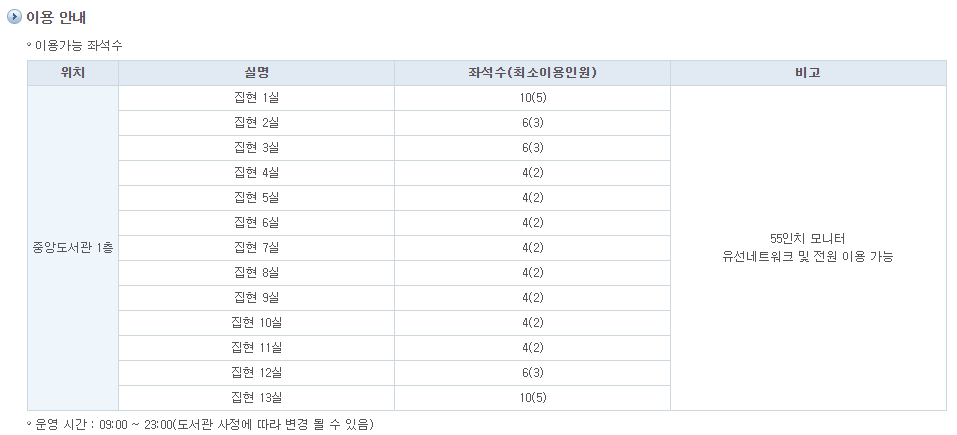 이용 안내
이용가능 좌석수
위치 실명 좌석수(최소이용인원) 비고
집현 1실 10(5)
집현 2실 6(3)
집현 3실 6(3)
집현 4실 4(2)
집현 5실 4(2)
집현 6실 4(2)
중앙도서관 1층 집현 7실 4(2) 55인치 모니터
유선네트워크 및 전원 이용 가능
집현 8실 4(2)
집현 9실 4(2)
집현 10실 4(2)
집현 11실 4(2)
집현 12실 6(3)
집현 13실 10(5)
운영 시간 : 09:00 ~ 23:00(도서관 사정에 따라 변경 될 수 있음)